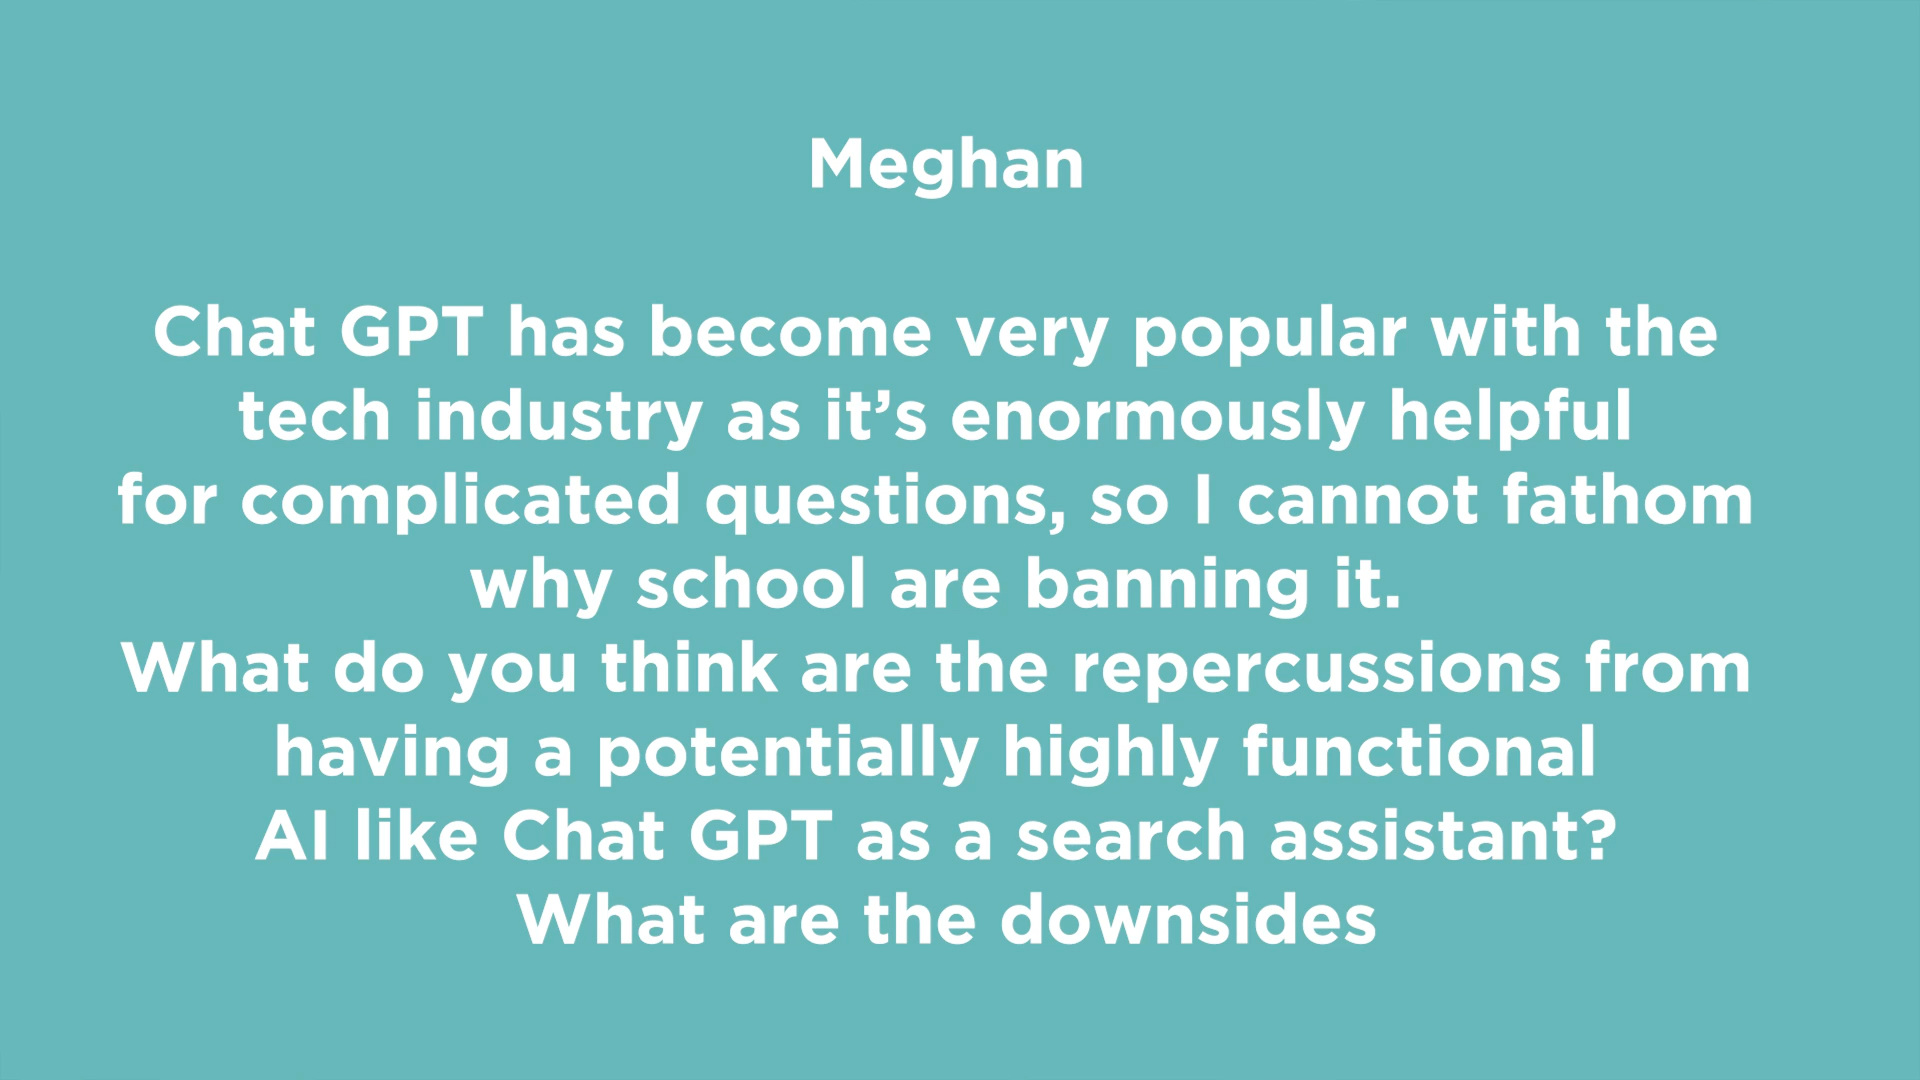 Meghan
Chat GPT has become very popular with the
tech industry as it’s enormously helpful
for complicated questions, so I cannot fathom
why school are banning it.
What do you think are the repercussions from
having a potentially highly functional
AI like Chat GPT as a search assistant?
What are the downsides